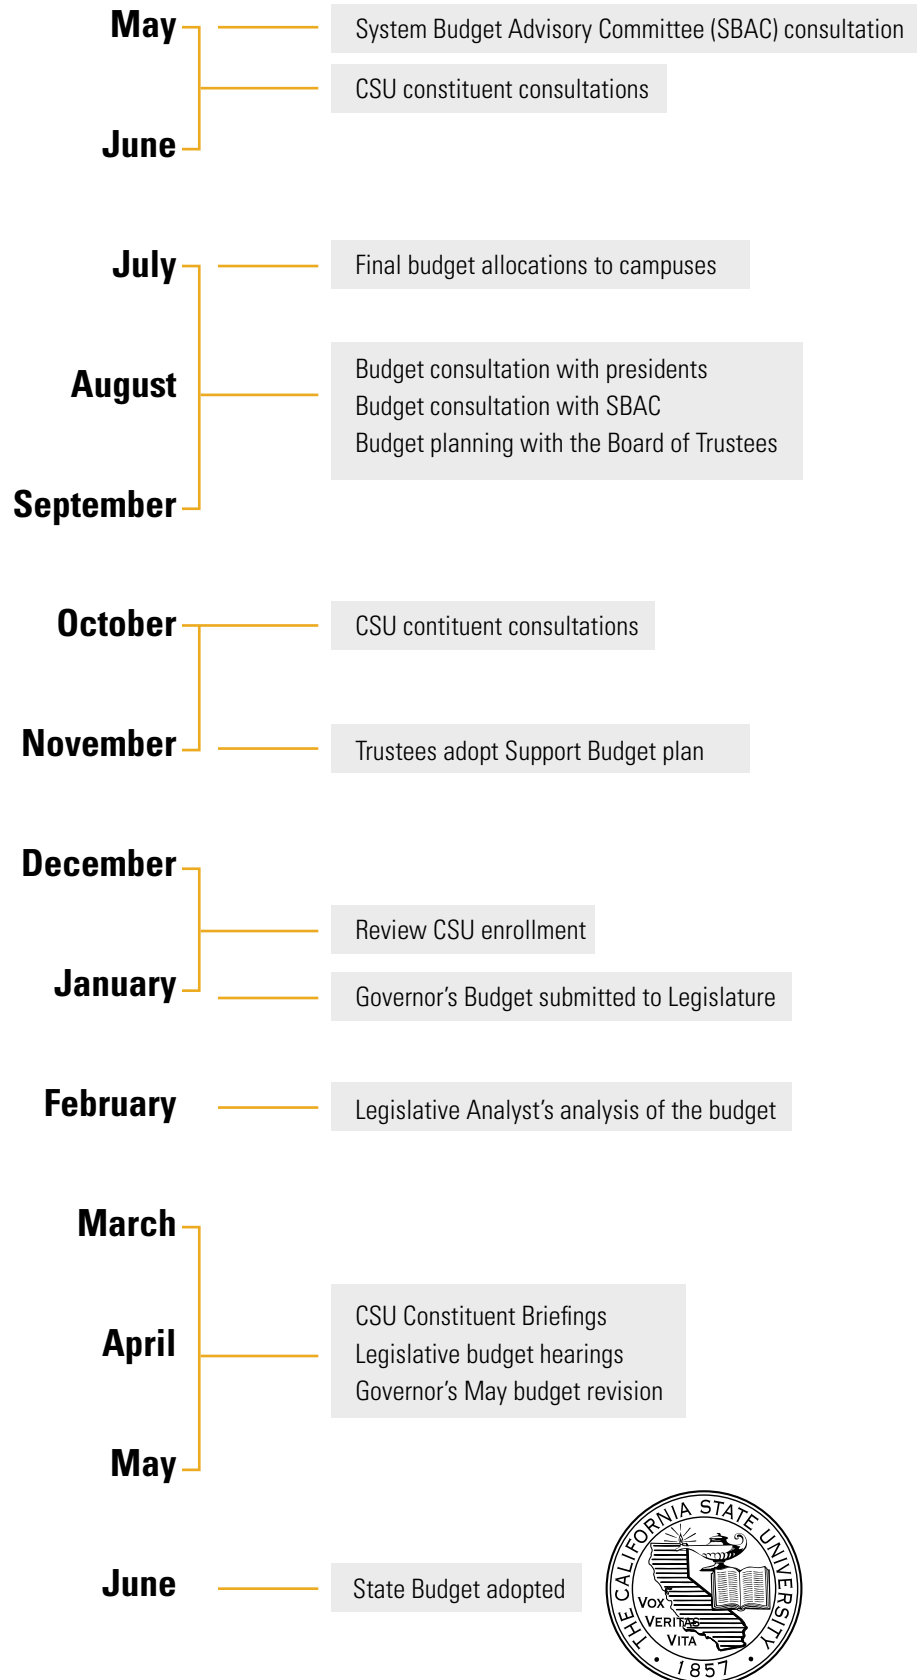 May
System Budget Advisory Committee (SBAC) consultation
CSU constituent consultations
June
July
Final budget allocations to campuses
August
Budget consultation with presidents
Budget consultation with SBAC
Budget planning with the Board of Trustees
September
October
CSU contituent consultations
November
Trustees adopt Support Budget plan
December
Review CSU enrollment
January
Governor’s Budget submitted to Legislature
February
Legislative Analyst’s analysis of the budget
March
CSU Constituent Briefings
April
Legislative budget hearings
Governor’s May budget revision
May
June
State Budget adopted
THE CALIFORNIA STATE UNIVERSITY
VOX
VERITAS
VITA
• 1857 •